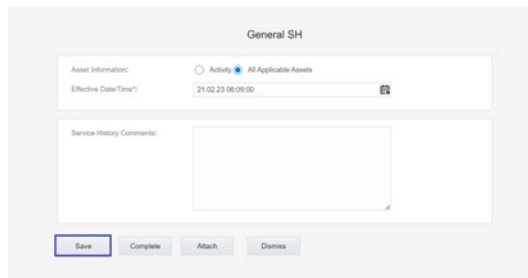 General SH
Asset Information: Activity All Applicable Assets
Effective Date/Time*: 21.02.23 06:09:00
Service History Comments:
Save Complete Attach Dismiss